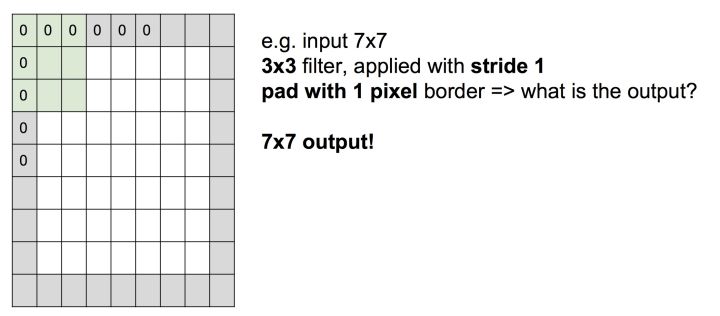 0 0 0 0 0 0
0
0
0
0
e.g. input 7x7
3x3 filter, applied with stride 1
pad with 1 pixel border => what is the output?
7x7 output!